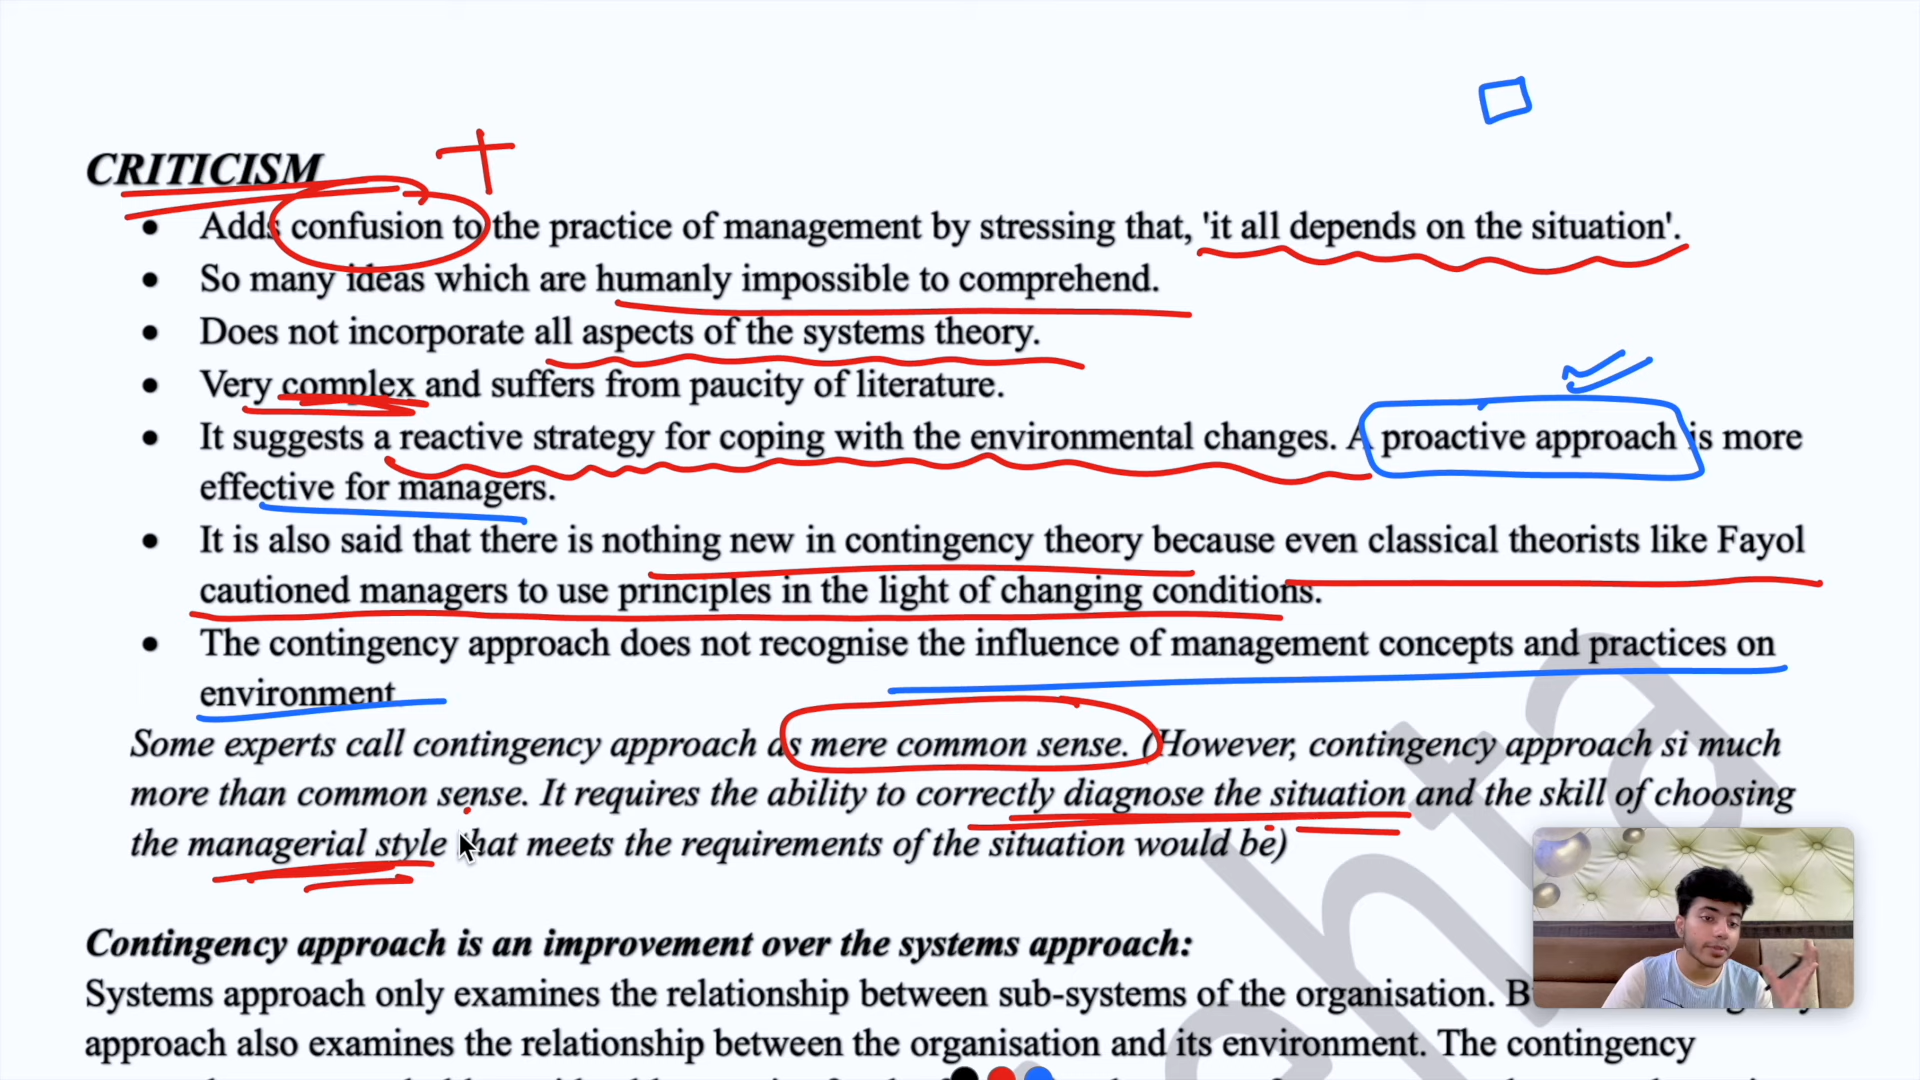 CRITICISM
• Adds confusion to the practice of management by stressing that, 'it all depends on the situation'.
• So many ideas which are humanly impossible to comprehend.
• Does not incorporate all aspects of the systems theory.
• Very complex and suffers from paucity of literature.
• It suggests a reactive strategy for coping with the environmental changes. A proactive approach is more
effective for managers.
• It is also said that there is nothing new in contingency theory because even classical theorists like Fayol
cautioned managers to use principles in the light of changing conditions.
• The contingency approach does not recognise the influence of management concepts and practices on
environment
Some experts call contingency approach as mere common sense. (However, contingency approach si much
more than common sense. It requires the ability to correctly diagnose the situation and the skill of choosing
the managerial style that meets the requirements of the situation would be)
Contingency approach is an improvement over the systems approach:
Systems approach only examines the relationship between sub-systems of the organisation.
approach also examines the relationship between the organisation and its environment. The contingency